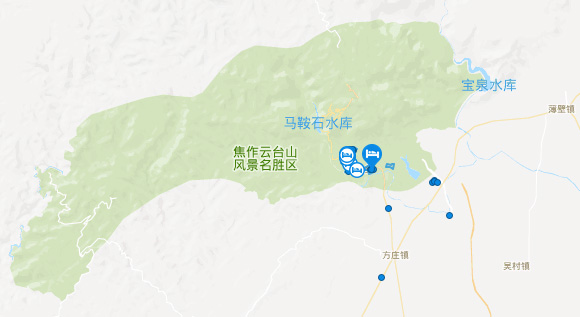 宝泉水库
薄壁镇
马鞍石水库
焦作云台山
风景名胜区
方庄镇
吴村镇